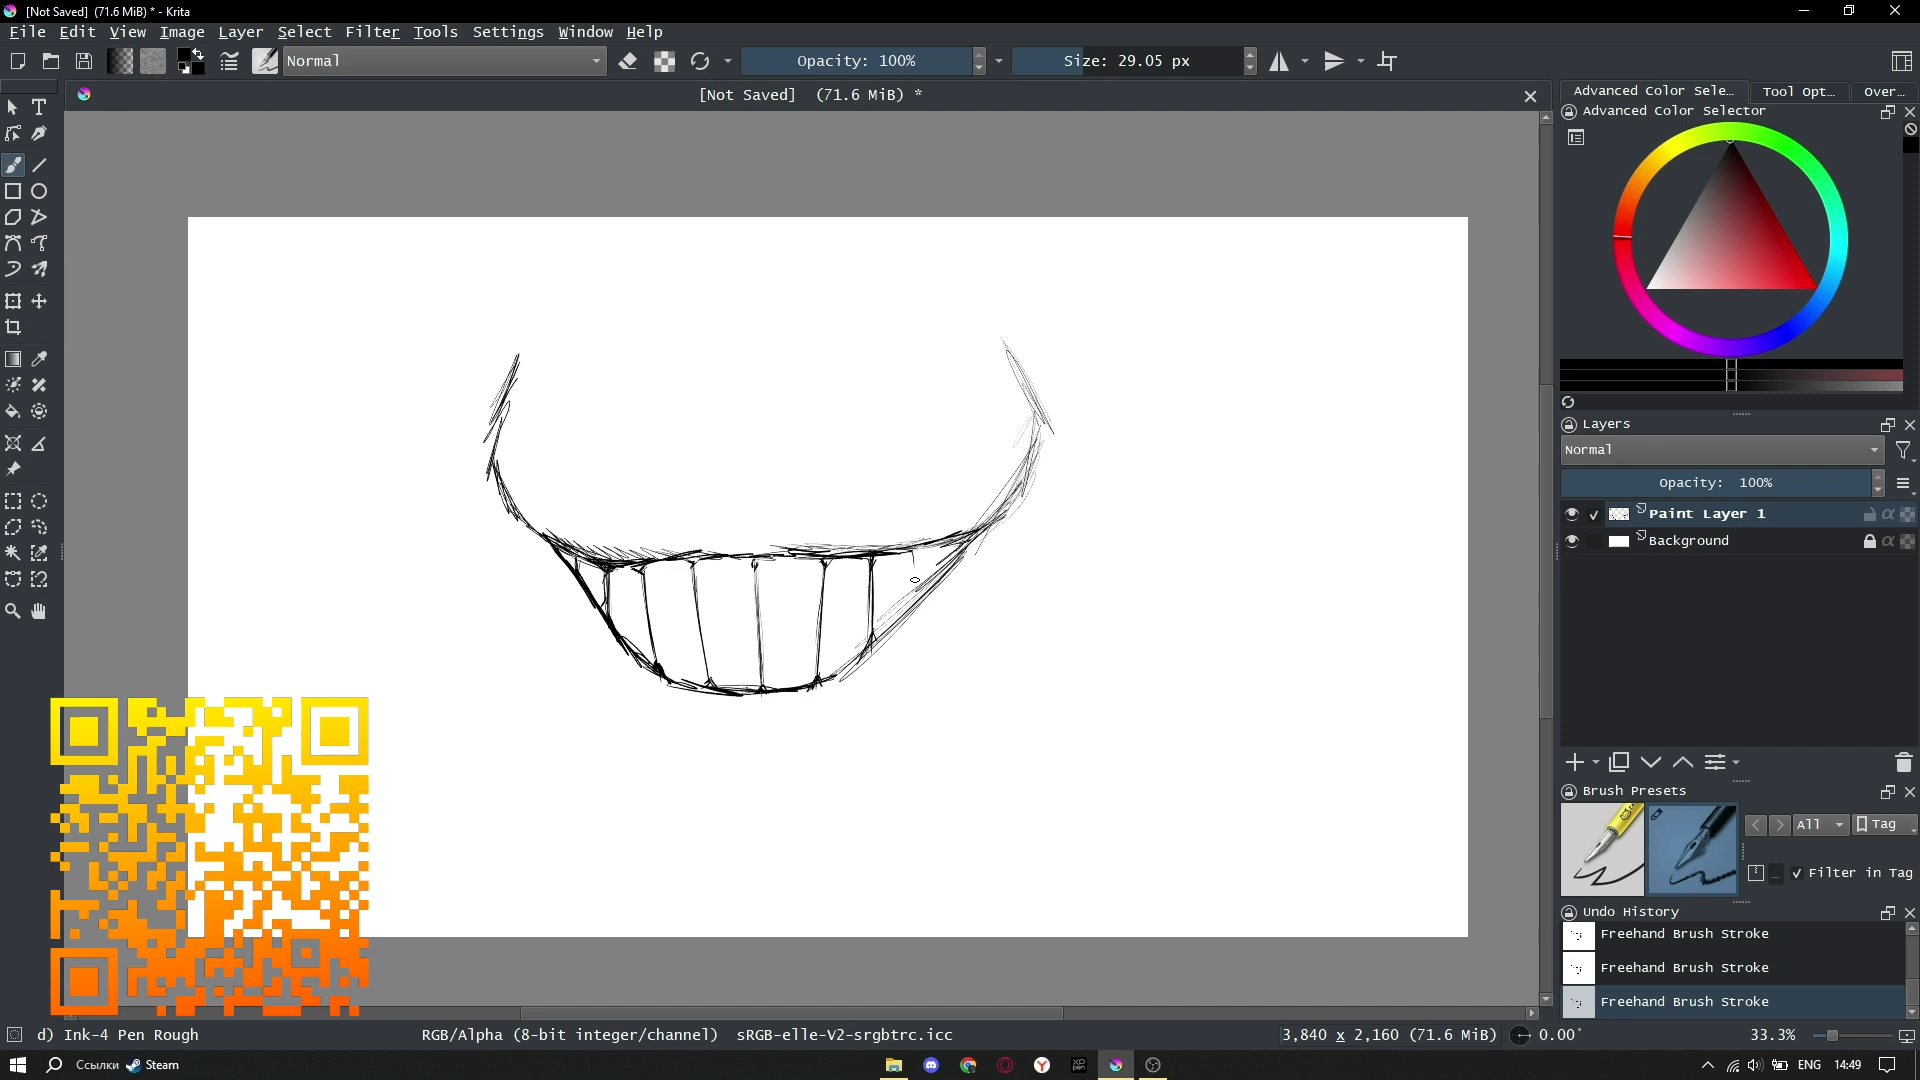 [Not Saved] (71.6 MiB) * - Krita
File Edit View Image Layer Select Filter Tools Settings Window Help
Normal
Opacity: 100%
Size: 29.05 px
[Not Saved] (71.6 MiB) *
Advanced Color Sele... Tool Opt... Over...
Advanced Color Selector
Layers
Normal
Opacity: 100%
Paint Layer 1
Background
Brush Presets
All
Tag
... Filter in Tag
Undo History
Freehand Brush Stroke
Freehand Brush Stroke
Freehand Brush Stroke
d) Ink-4 Pen Rough
RGB/Alpha (8-bit integer/channel) sRGB-elle-V2-srgbtrc.icc
3,840 x 2,160 (71.6 MiB)
0.00°
33.3%
Ссылки
Steam
XP
pen
ENG
14:49